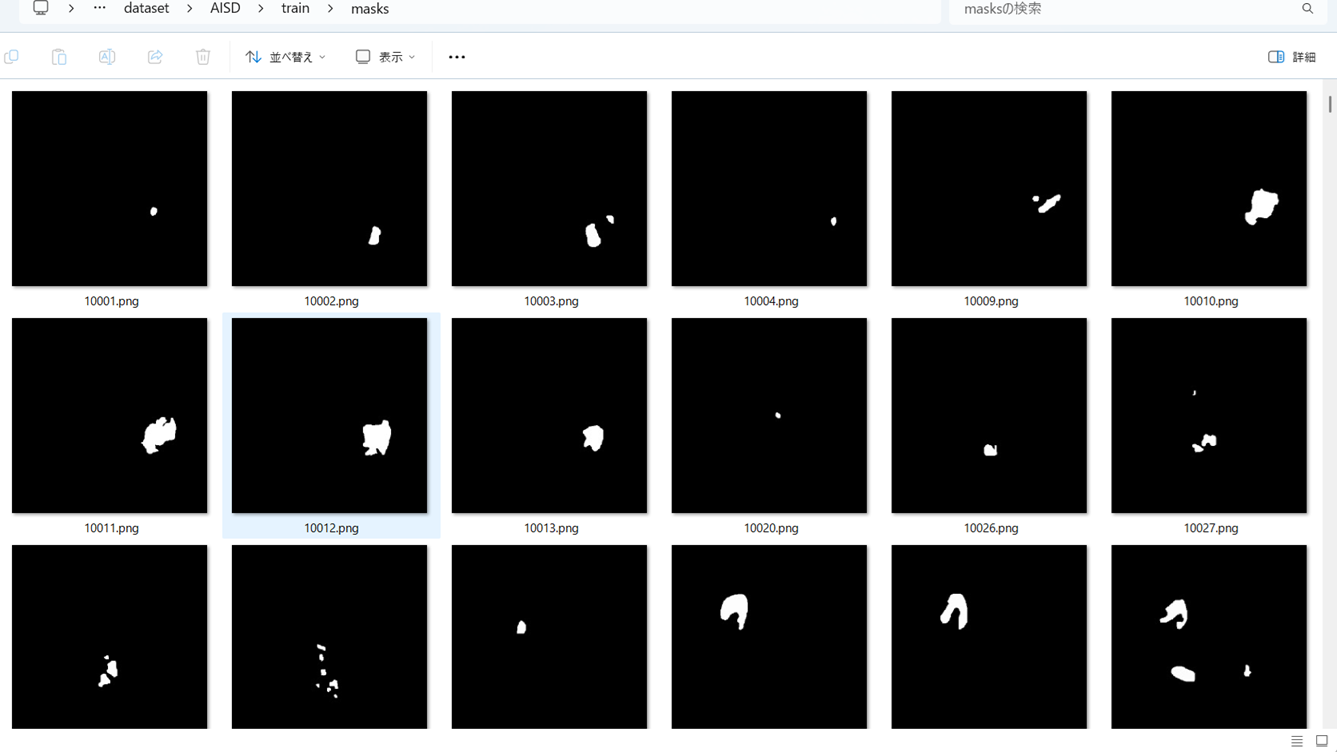 … dataset > AISD > train > masks
masksの検索
並べ替え 表示 …
詳細
10001.png 10002.png 10003.png 10004.png 10009.png 10010.png
10011.png 10012.png 10013.png 10020.png 10026.png 10027.png